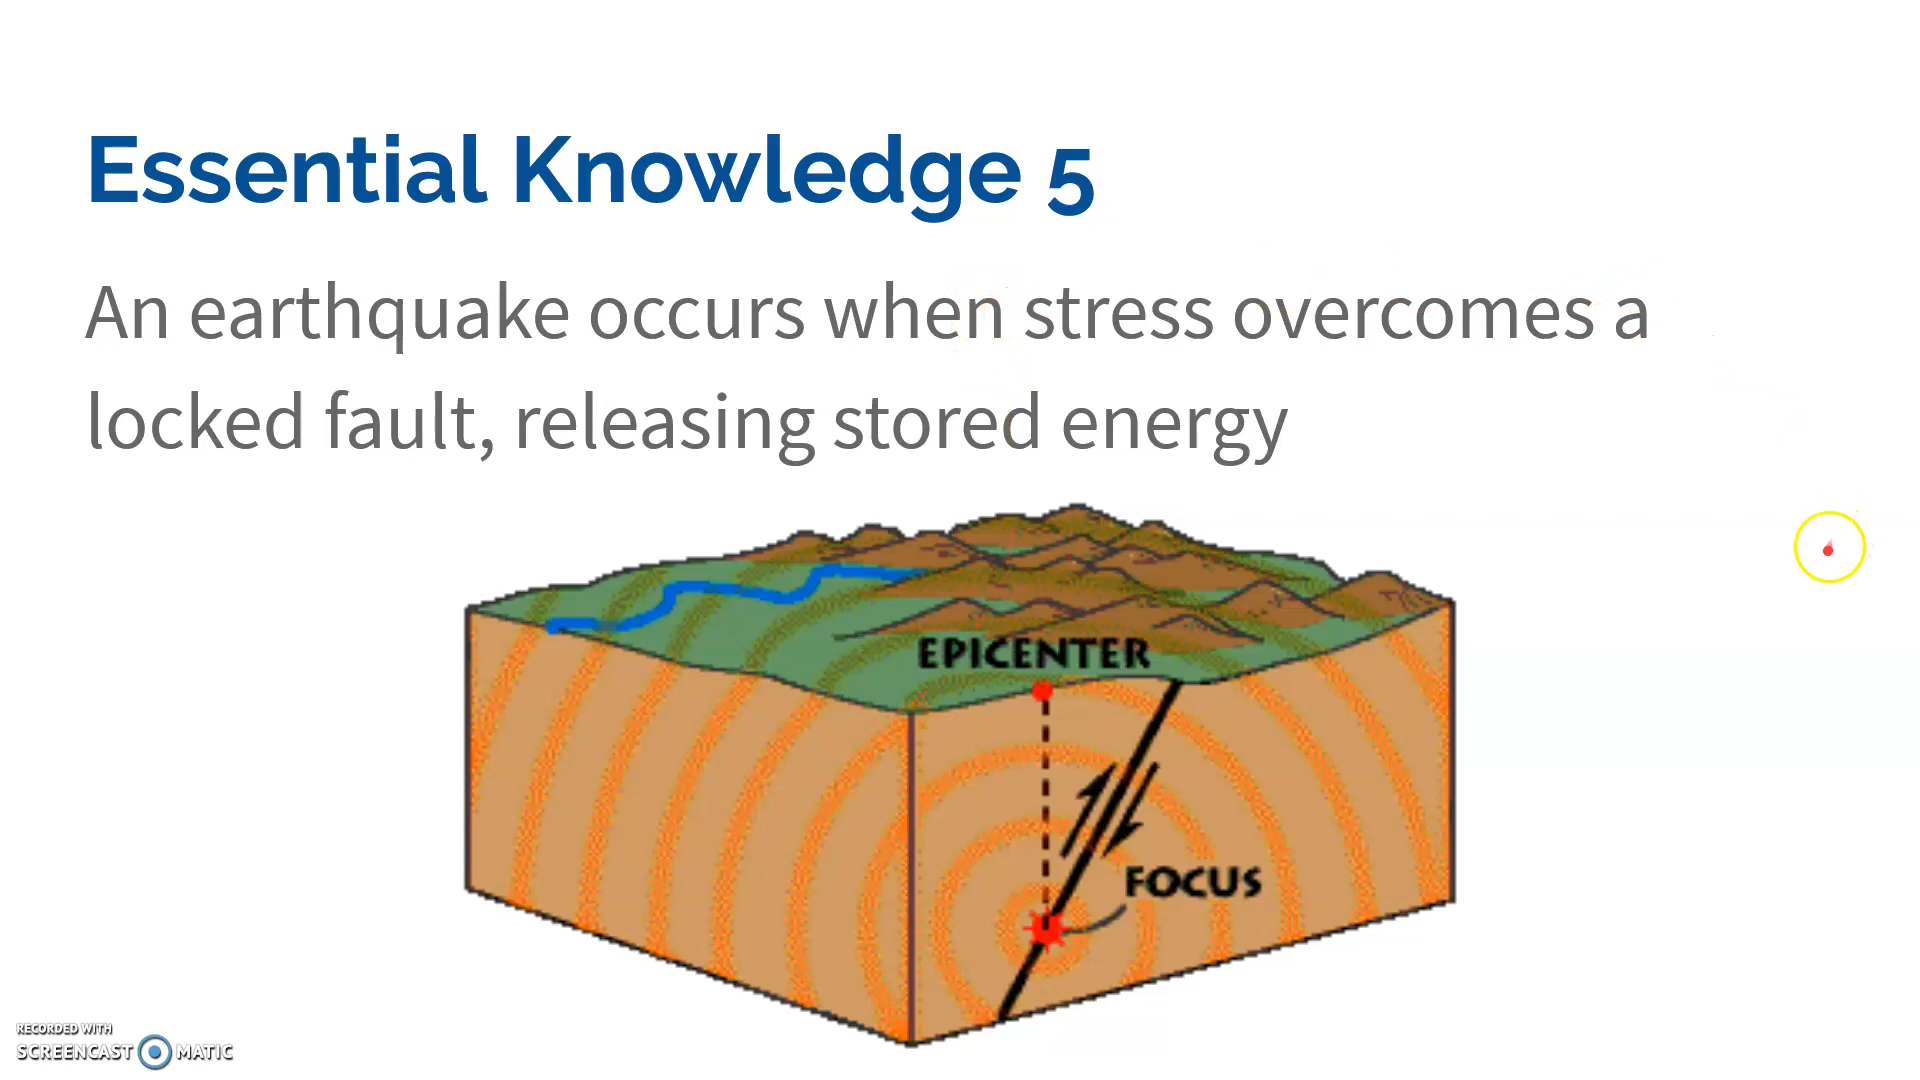 Essential Knowledge 5
An earthquake occurs when stress overcomes a
locked fault, releasing stored energy
EPICENTER
FOCUS
RECORDED WITH
SCREENCAST MATIC